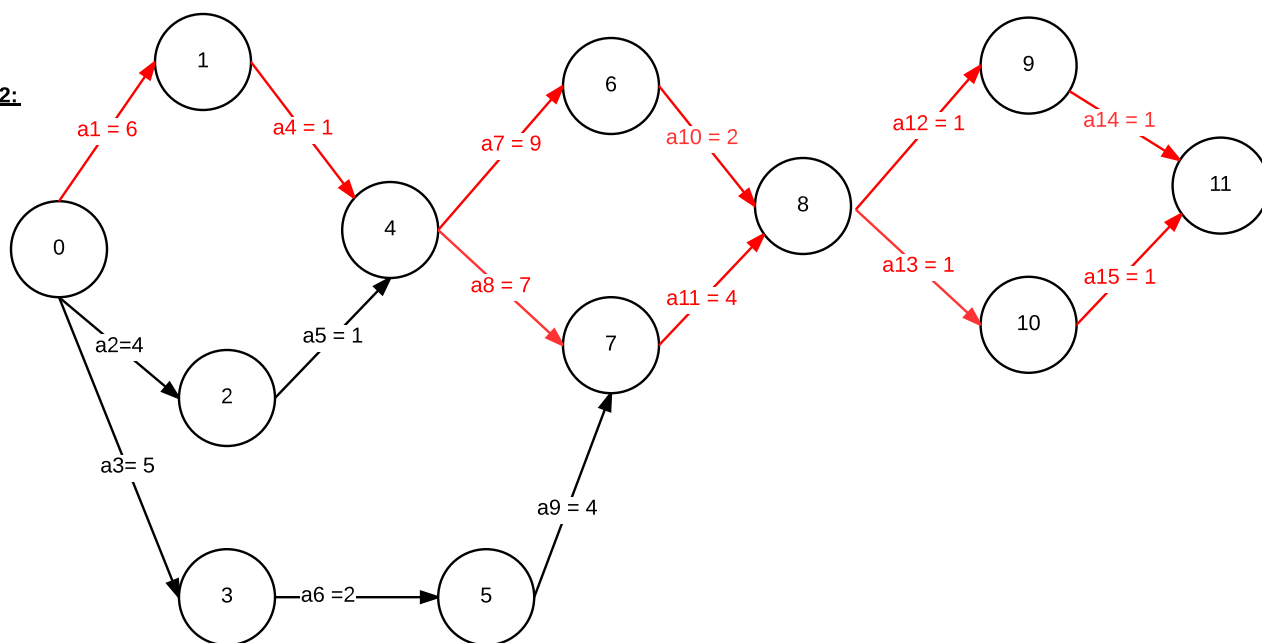 1
9
6
2:
a14 = 1
a12 = 1
a1 = 6
a4 = 1
a10 = 2
a7 = 9
11
8
4
0
a13 = 1
a15 = 1
a8 = 7
a11 = 4
10
a5 = 1
7
a2=4
2
a3= 5
a9 = 4
3
a6 =2
5